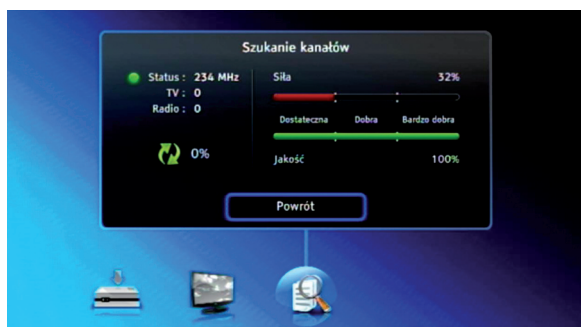 Szukanie kanałów
Status : 234 MHz
TV : 0
Radio : 0
0%
Siła 32%
Dostateczna Dobra Bardzo dobra
Jakość 100%
Powrót